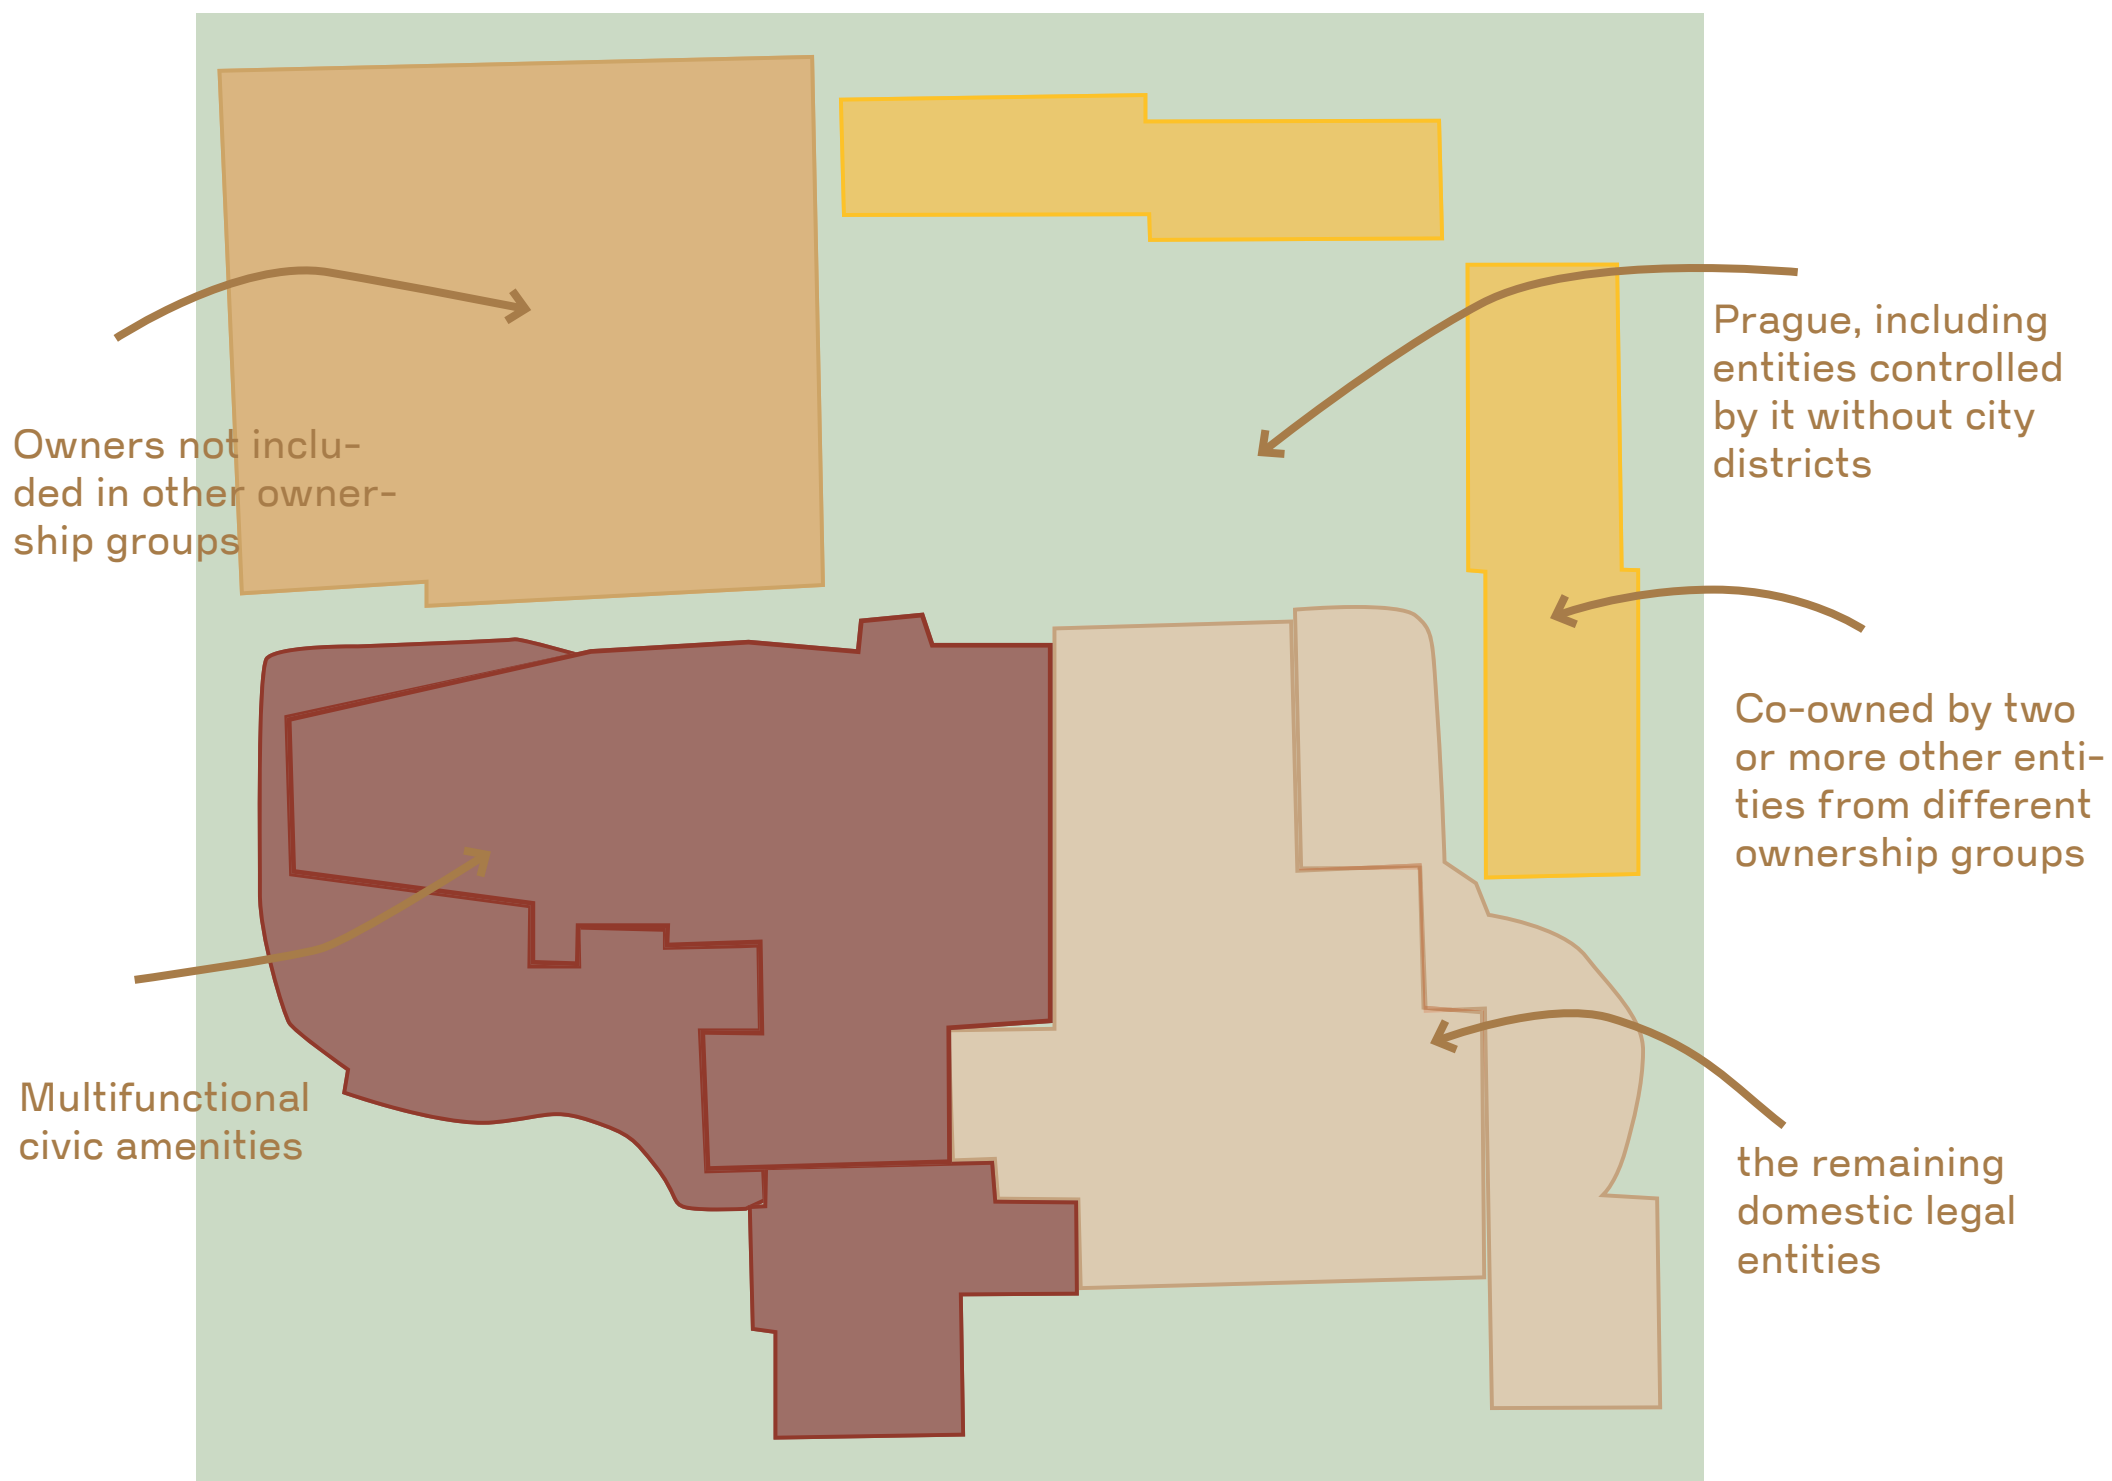 Owners not inclu-
ded in other owner-
ship groups
Prague, including
entities controlled
by it without city
districts
Co-owned by two
or more other enti-
ties from different
ownership groups
Multifunctional
civic amenities
the remaining
domestic legal
entities